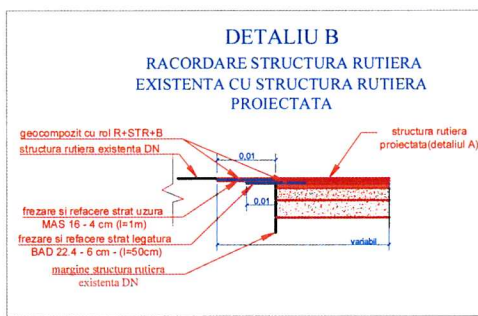 DETALIU B
RACORDARE STRUCTURA RUTIERA
EXISTENTA CU STRUCTURA RUTIERA
PROIECTATA
geocompozit cu rol R+STR+B
structura rutiera existenta DN
0,01
structura rutiera
proiectata(detaliul A)
frezare si refacere strat uzura
MAS 16 - 4 cm (l=1m)
0,01
frezare si refacere strat legatura
BAD 22.4 - 6 cm - (l=50cm)
variabil
margine structura rutiera
existenta DN